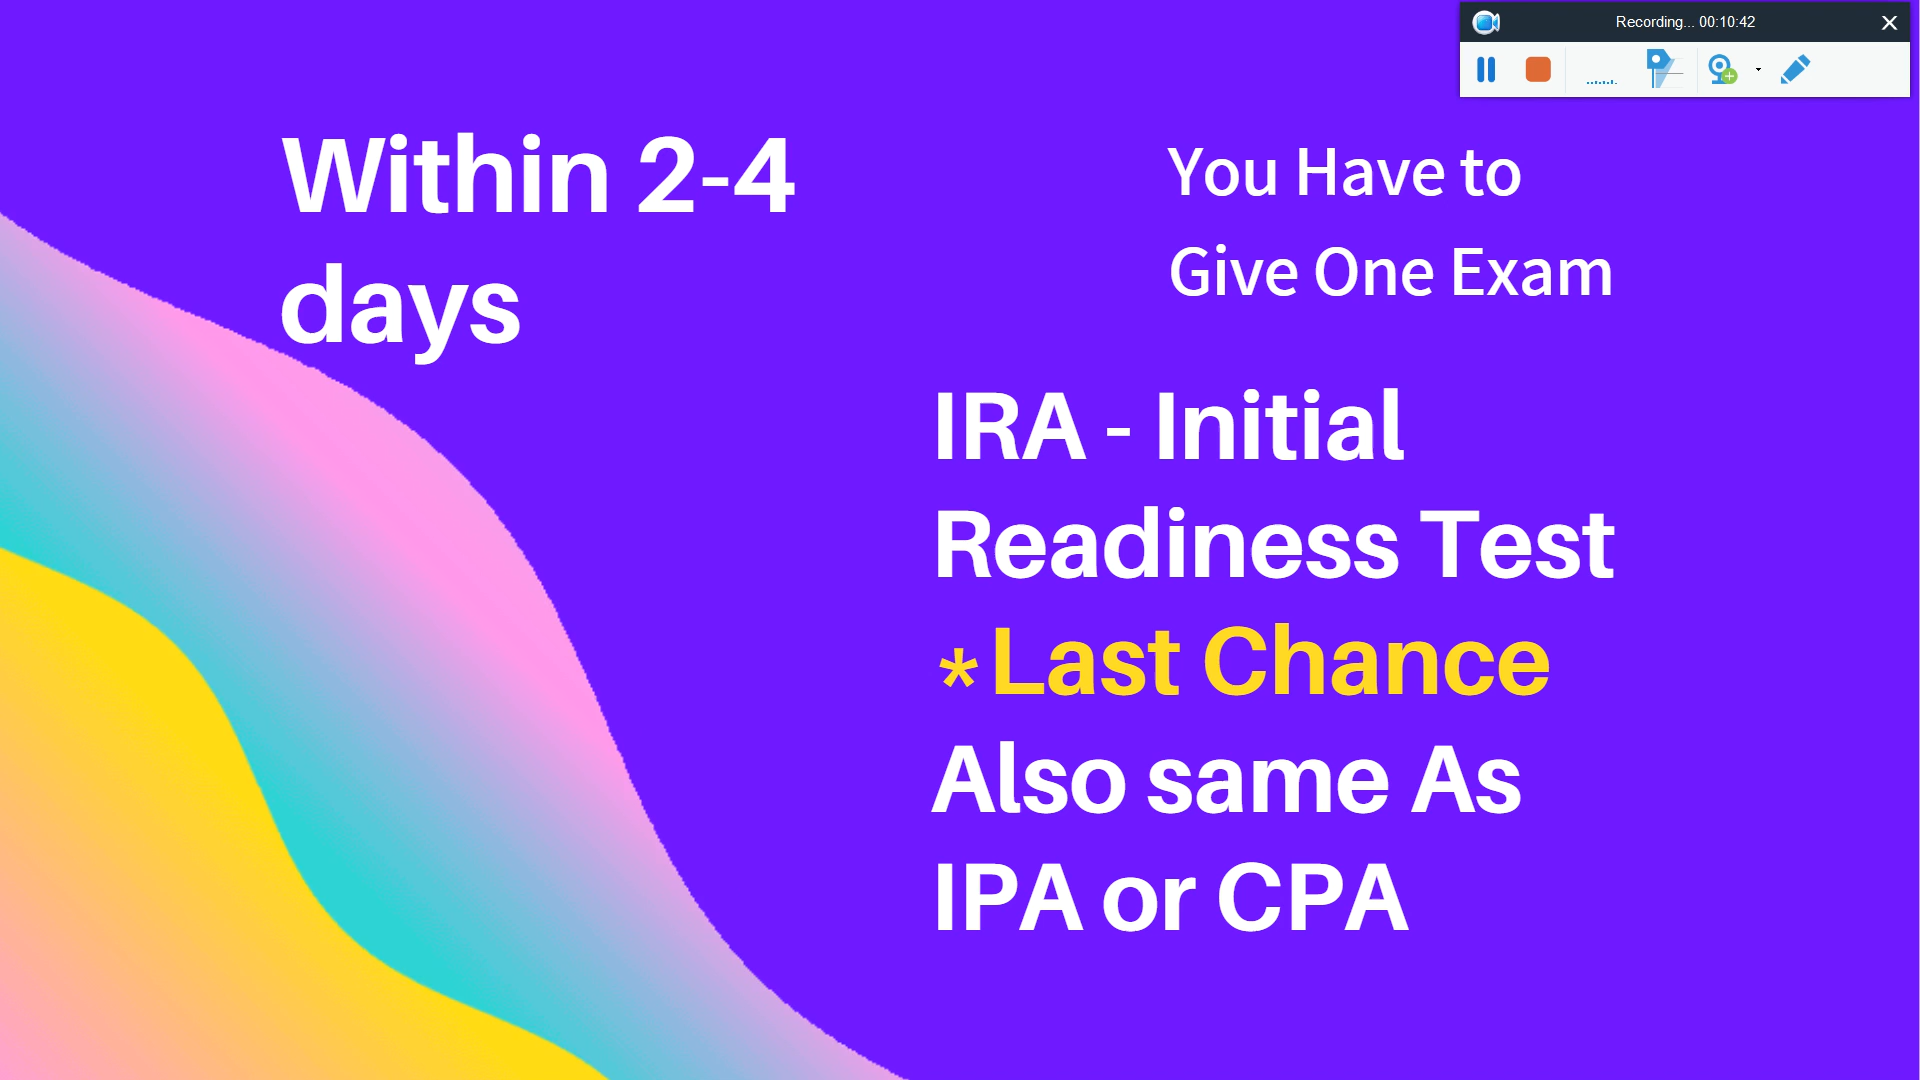 Recording... 00:10:42
Within 2-4
days
You Have to
Give One Exam
IRA - Initial
Readiness Test
*Last Chance
Also same As
IPA or CPA